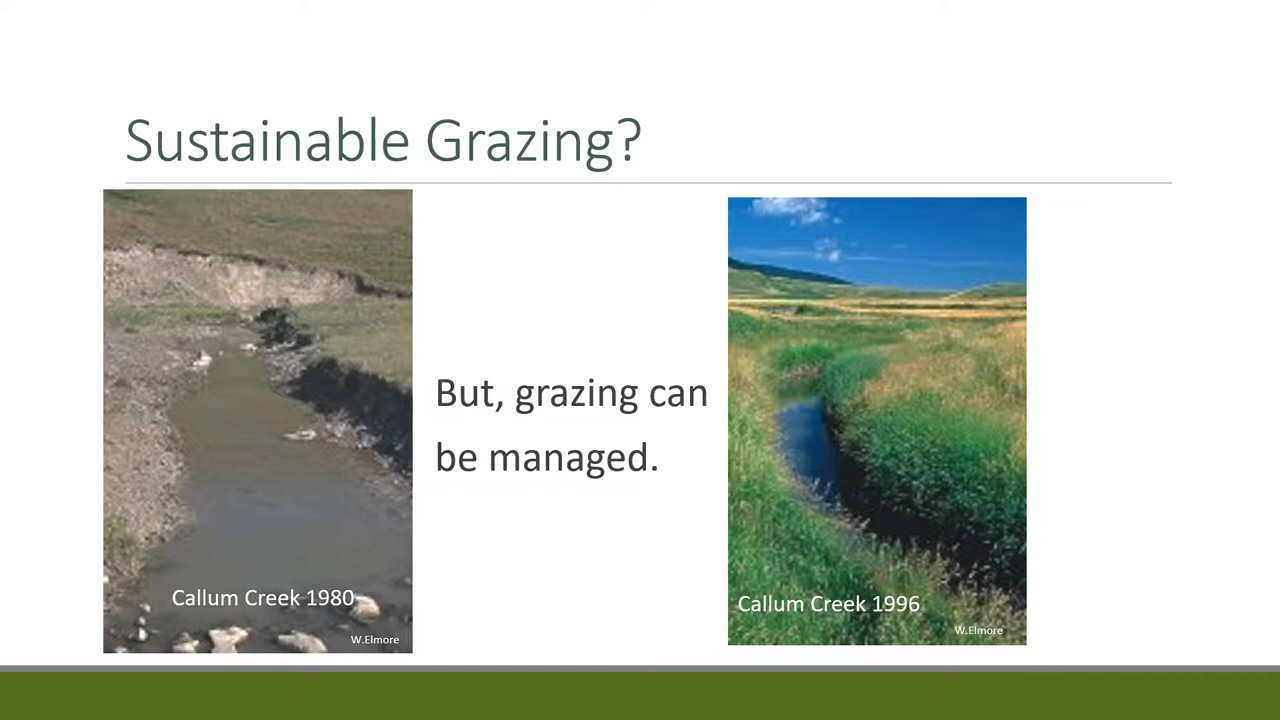 Sustainable Grazing?
But, grazing can
be managed.
Callum Creek 1980
W.Elmore
Callum Creek 1996
W.Elmore